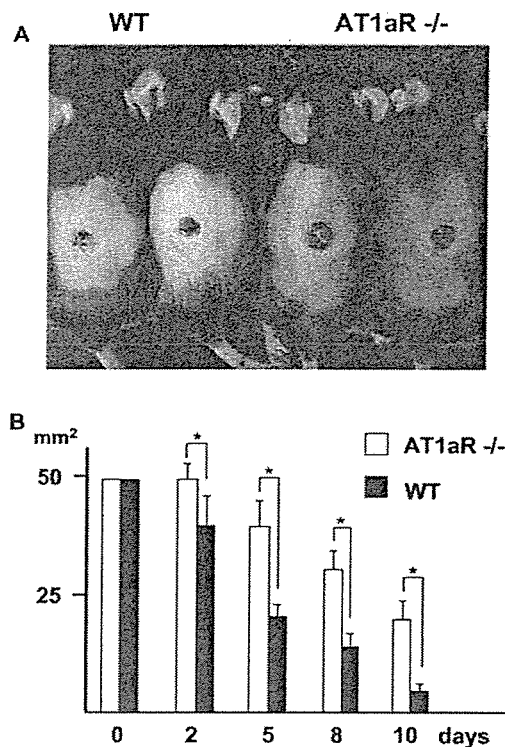 A WT AT1aR -/-
B
mm2
50
25
* * * *
AT1aR -/-
WT
0 2 5 8 10 days